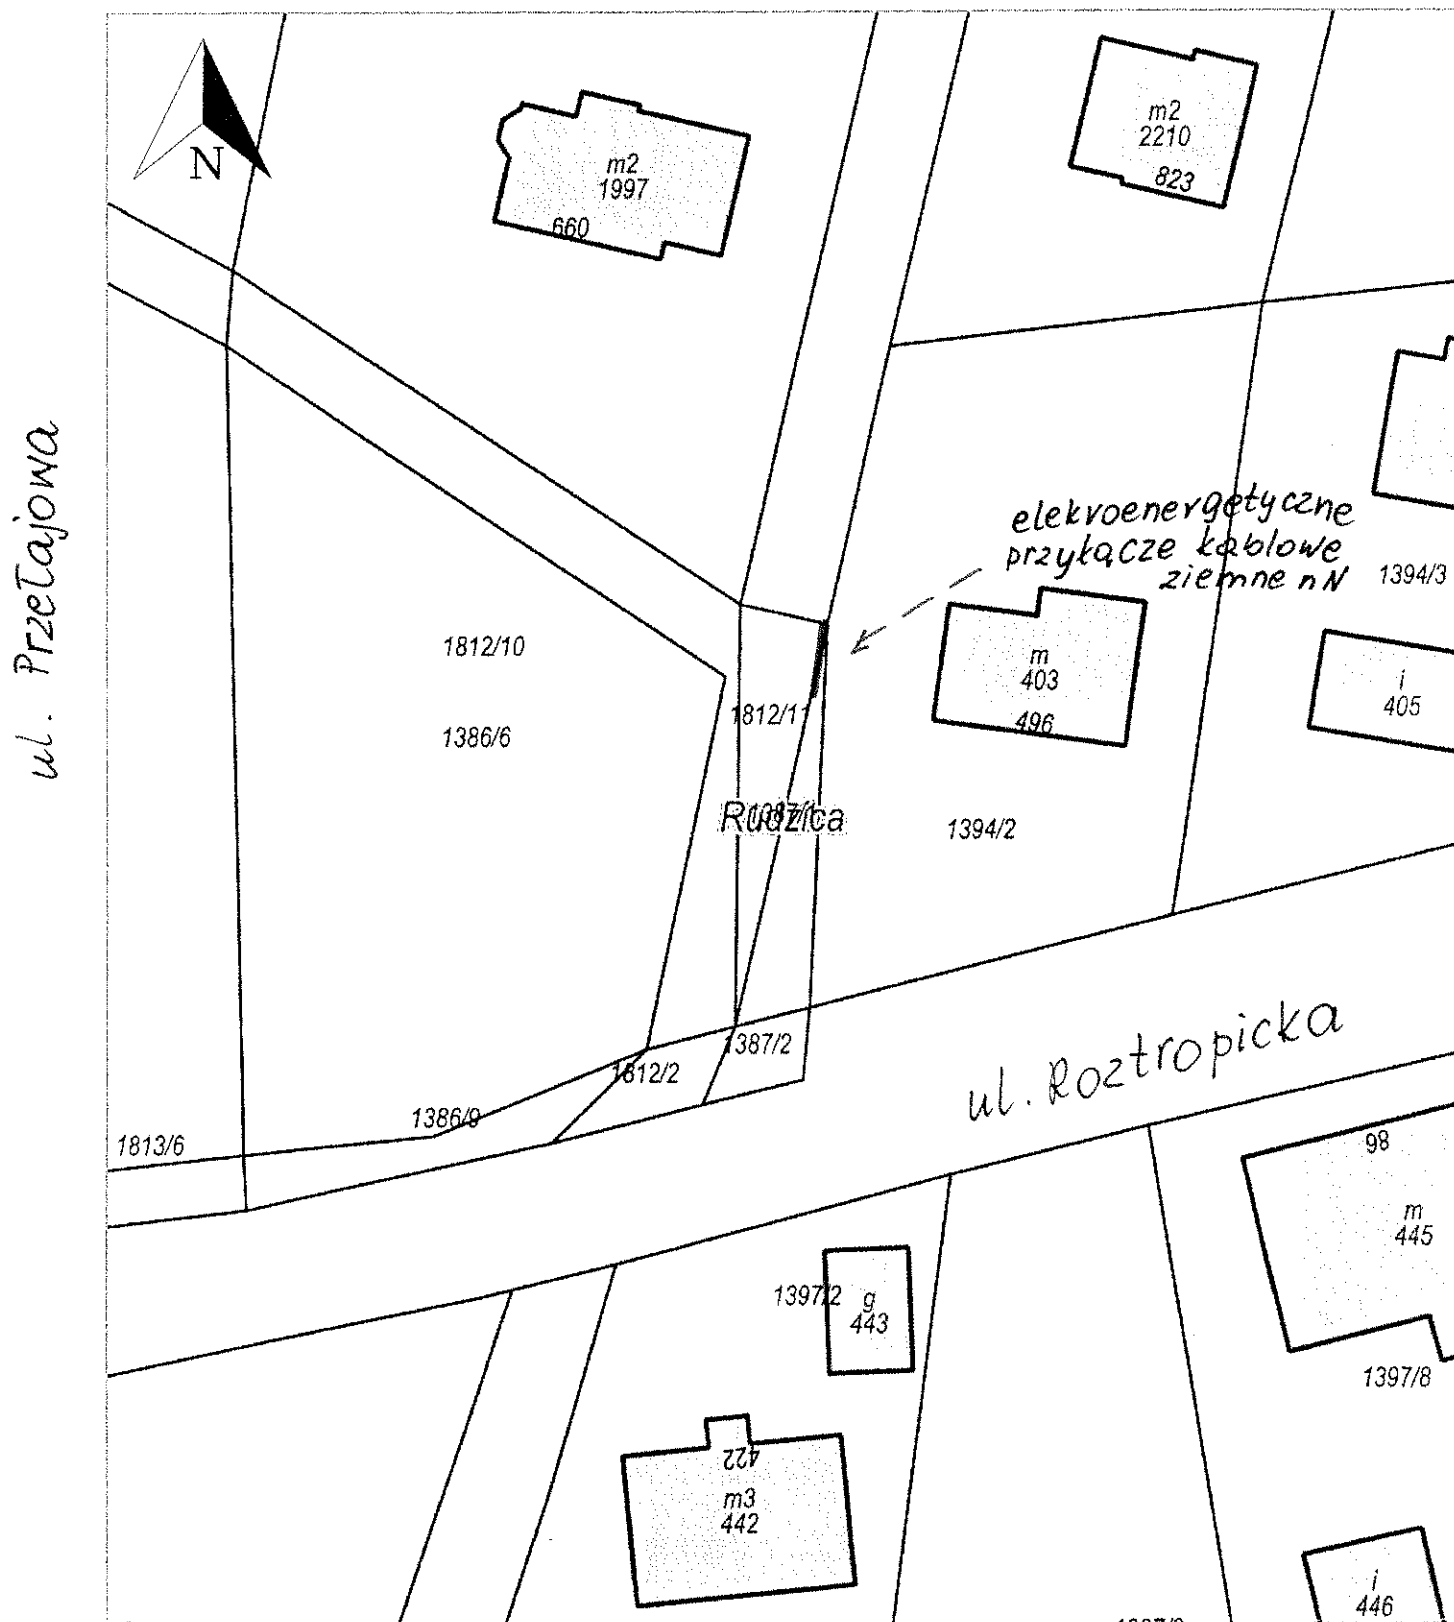 N
m2
1997
660
m2
2210
823
ul. Przełajowa
elekroenergetyczne
przyłącze kablowe
ziemne nN
1394/3
1812/10
m
403
496
i
405
1812/11
1386/6
Rudzica
1394/2
ul. Roztropicka
1387/2
1812/2
1386/9
1813/6
98
m
445
1397/2
g
443
1397/8
422
m3
442
i
446